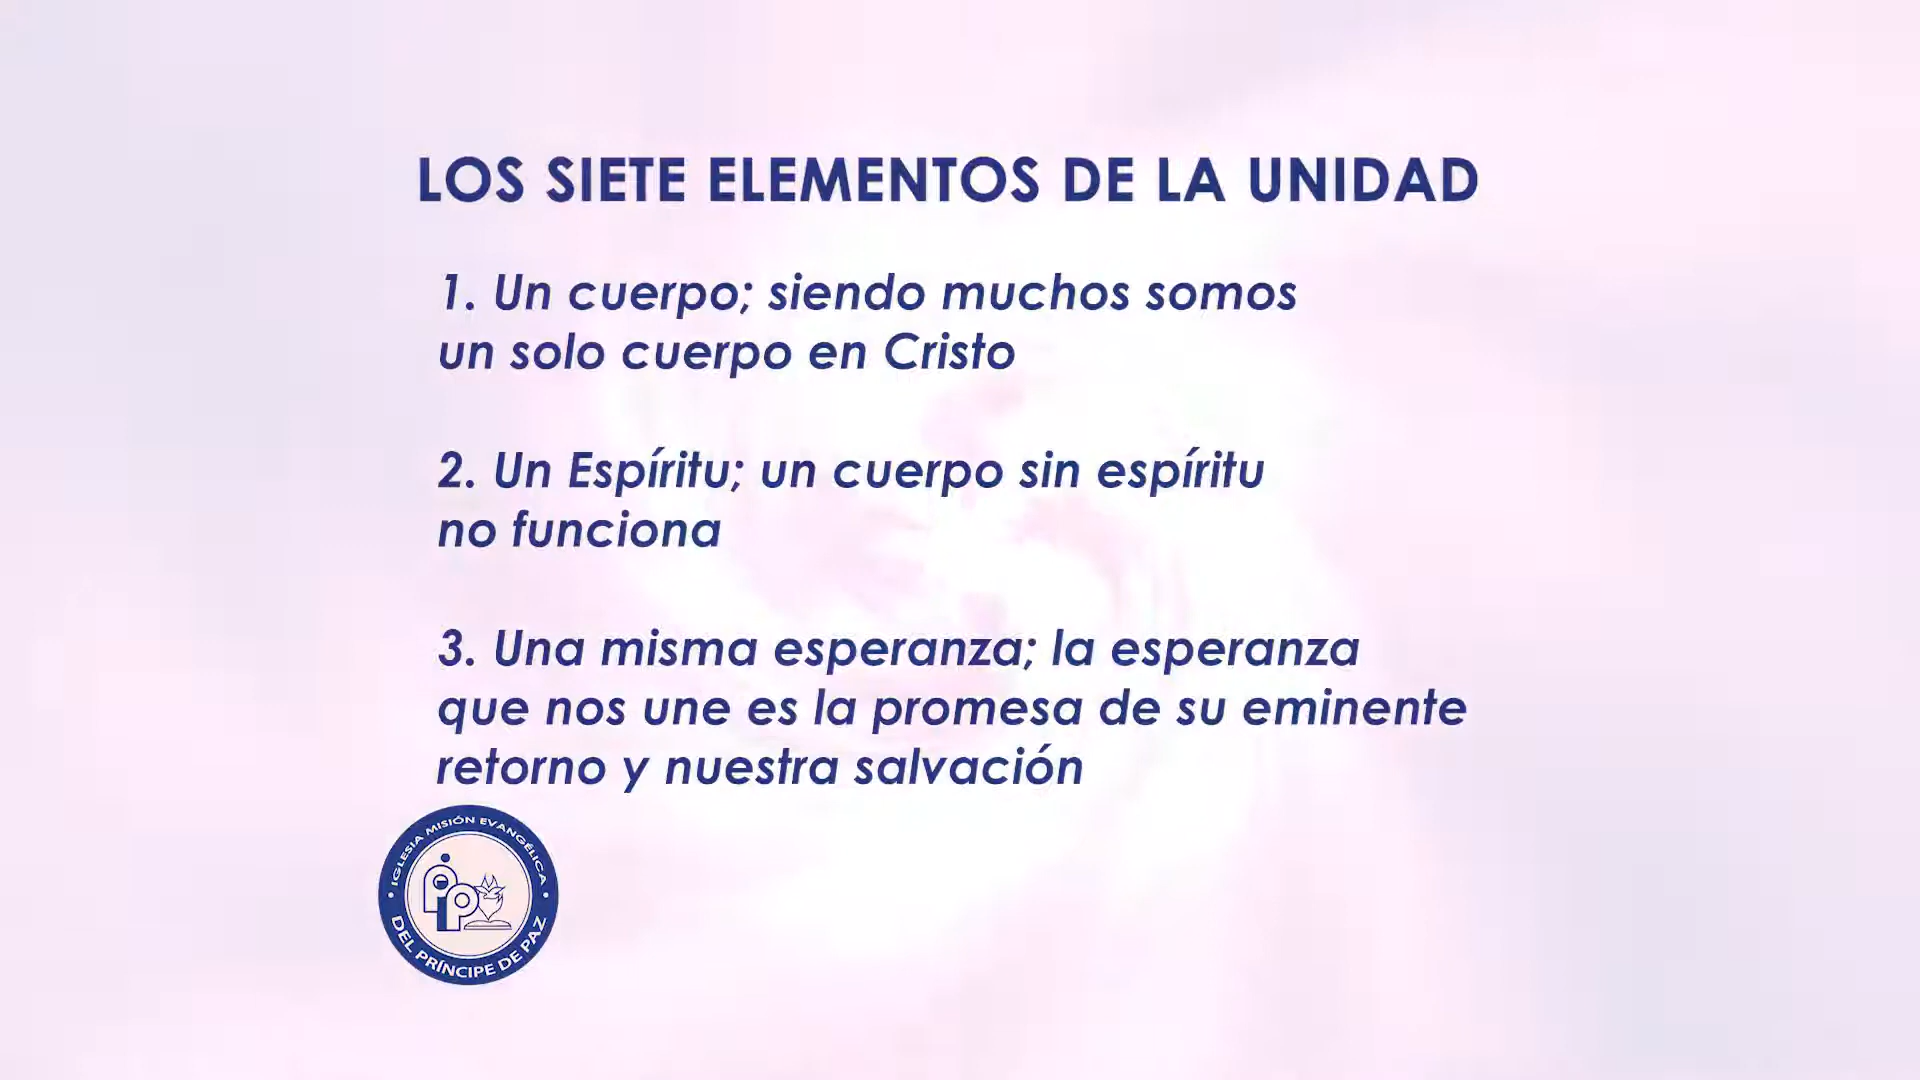 LOS SIETE ELEMENTOS DE LA UNIDAD
1. Un cuerpo; siendo muchos somos
un solo cuerpo en Cristo
2. Un Espíritu; un cuerpo sin espíritu
no funciona
3. Una misma esperanza; la esperanza
que nos une es la promesa de su eminente
retorno y nuestra salvación
IGLESIA MISIÓN EVANGÉLICA
DEL PRÍNCIPE DE PAZ